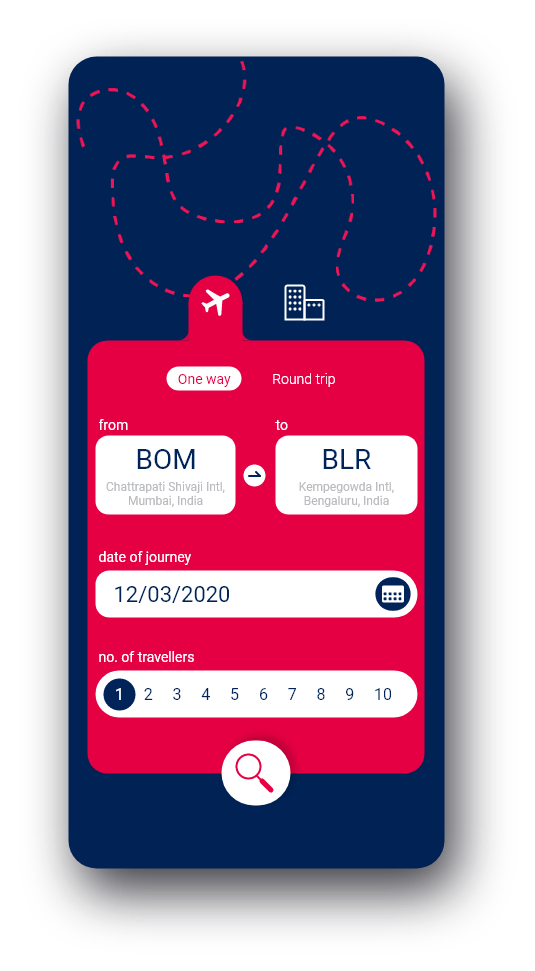 One way Round trip
from to
BOM BLR
Chattrapati Shivaji Intl, Kempegowda Intl,
Mumbai, India Bengaluru, India
date of journey
12/03/2020
no. of travellers
1 2 3 4 5 6 7 8 9 10